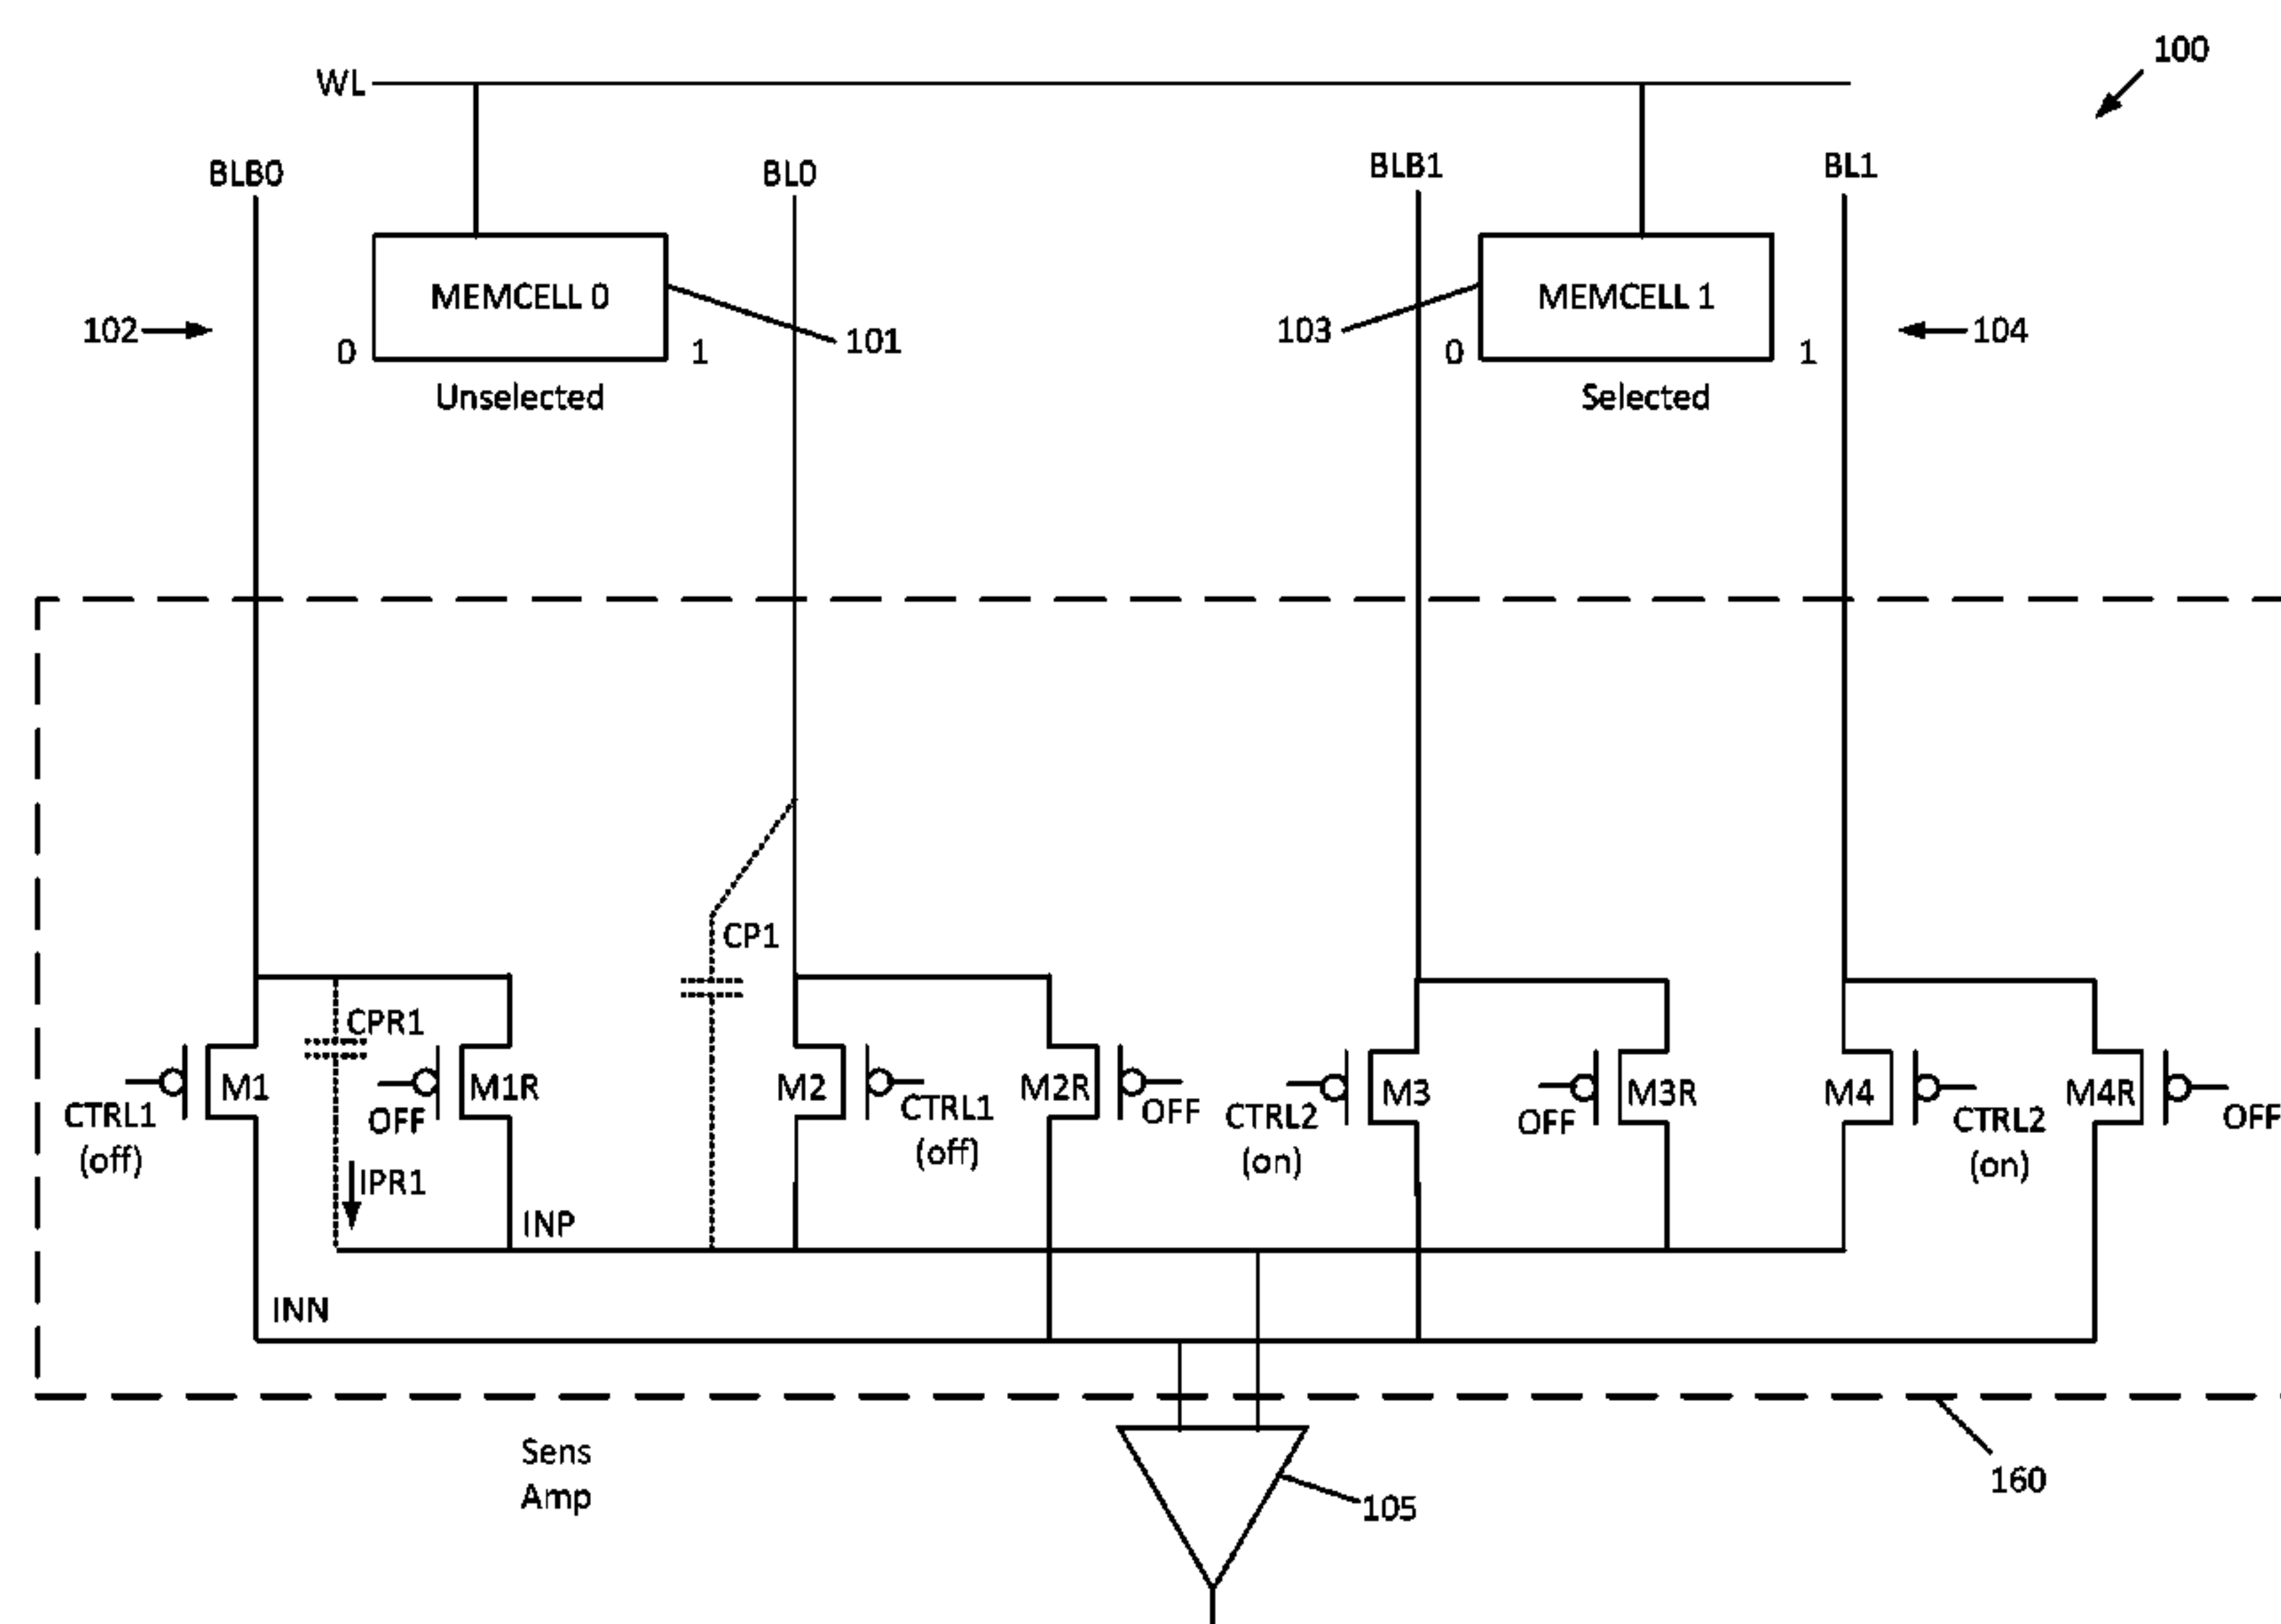 100
WL
BLB0
BL0
BLB1
BL1
MEMCELL 0
MEMCELL 1
102
101
103
104
0
1
0
1
Unselected
Selected
CP1
CPR1
M1
M1R
M2
M2R
M3
M3R
M4
M4R
CTRL1
(off)
OFF
CTRL1
(off)
OFF
CTRL2
(on)
OFF
CTRL2
(on)
OFF
IPR1
INP
INN
Sens
Amp
105
160